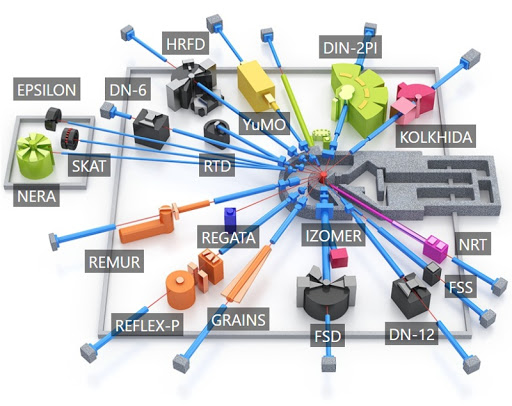 HRFD
DIN-2PI
EPSILON
DN-6
YuMO
KOLKHIDA
SKAT
RTD
NERA
REGATA
IZOMER
NRT
REMUR
FSS
REFLEX-P
GRAINS
FSD
DN-12